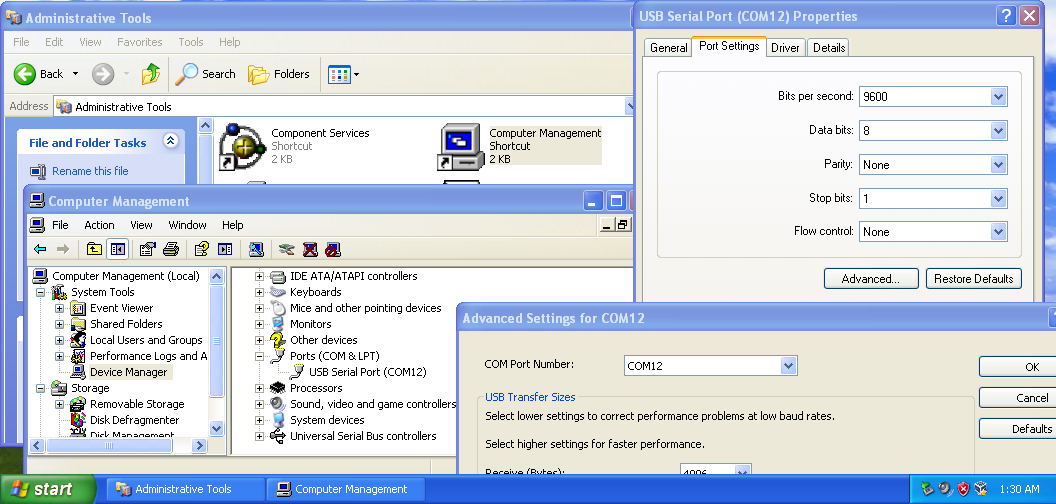 Administrative Tools
File Edit View Favorites Tools Help
Back Search Folders
Address Administrative Tools
File and Folder Tasks
Rename this file
Component Services
Shortcut
2 KB
Computer Management
Shortcut
2 KB
Computer Management
File Action View Window Help
Computer Management (Local)
System Tools
Event Viewer
Shared Folders
Local Users and Groups
Performance Logs and A
Device Manager
Storage
Removable Storage
Disk Defragmenter
Disk Management
IDE ATA/ATAPI controllers
Keyboards
Mice and other pointing devices
Monitors
Other devices
Ports (COM & LPT)
USB Serial Port (COM12)
Processors
Sound, video and game controllers
System devices
Universal Serial Bus controllers
USB Serial Port (COM12) Properties
General Port Settings Driver Details
Bits per second: 9600
Data bits: 8
Parity: None
Stop bits: 1
Flow control: None
Advanced... Restore Defaults
Advanced Settings for COM12
COM Port Number: COM12
OK
Cancel
Defaults
USB Transfer Sizes
Select lower settings to correct performance problems at low baud rates.
Select higher settings for faster performance.
Receive (Bytes): 4096
start Administrative Tools Computer Management 1:30 AM